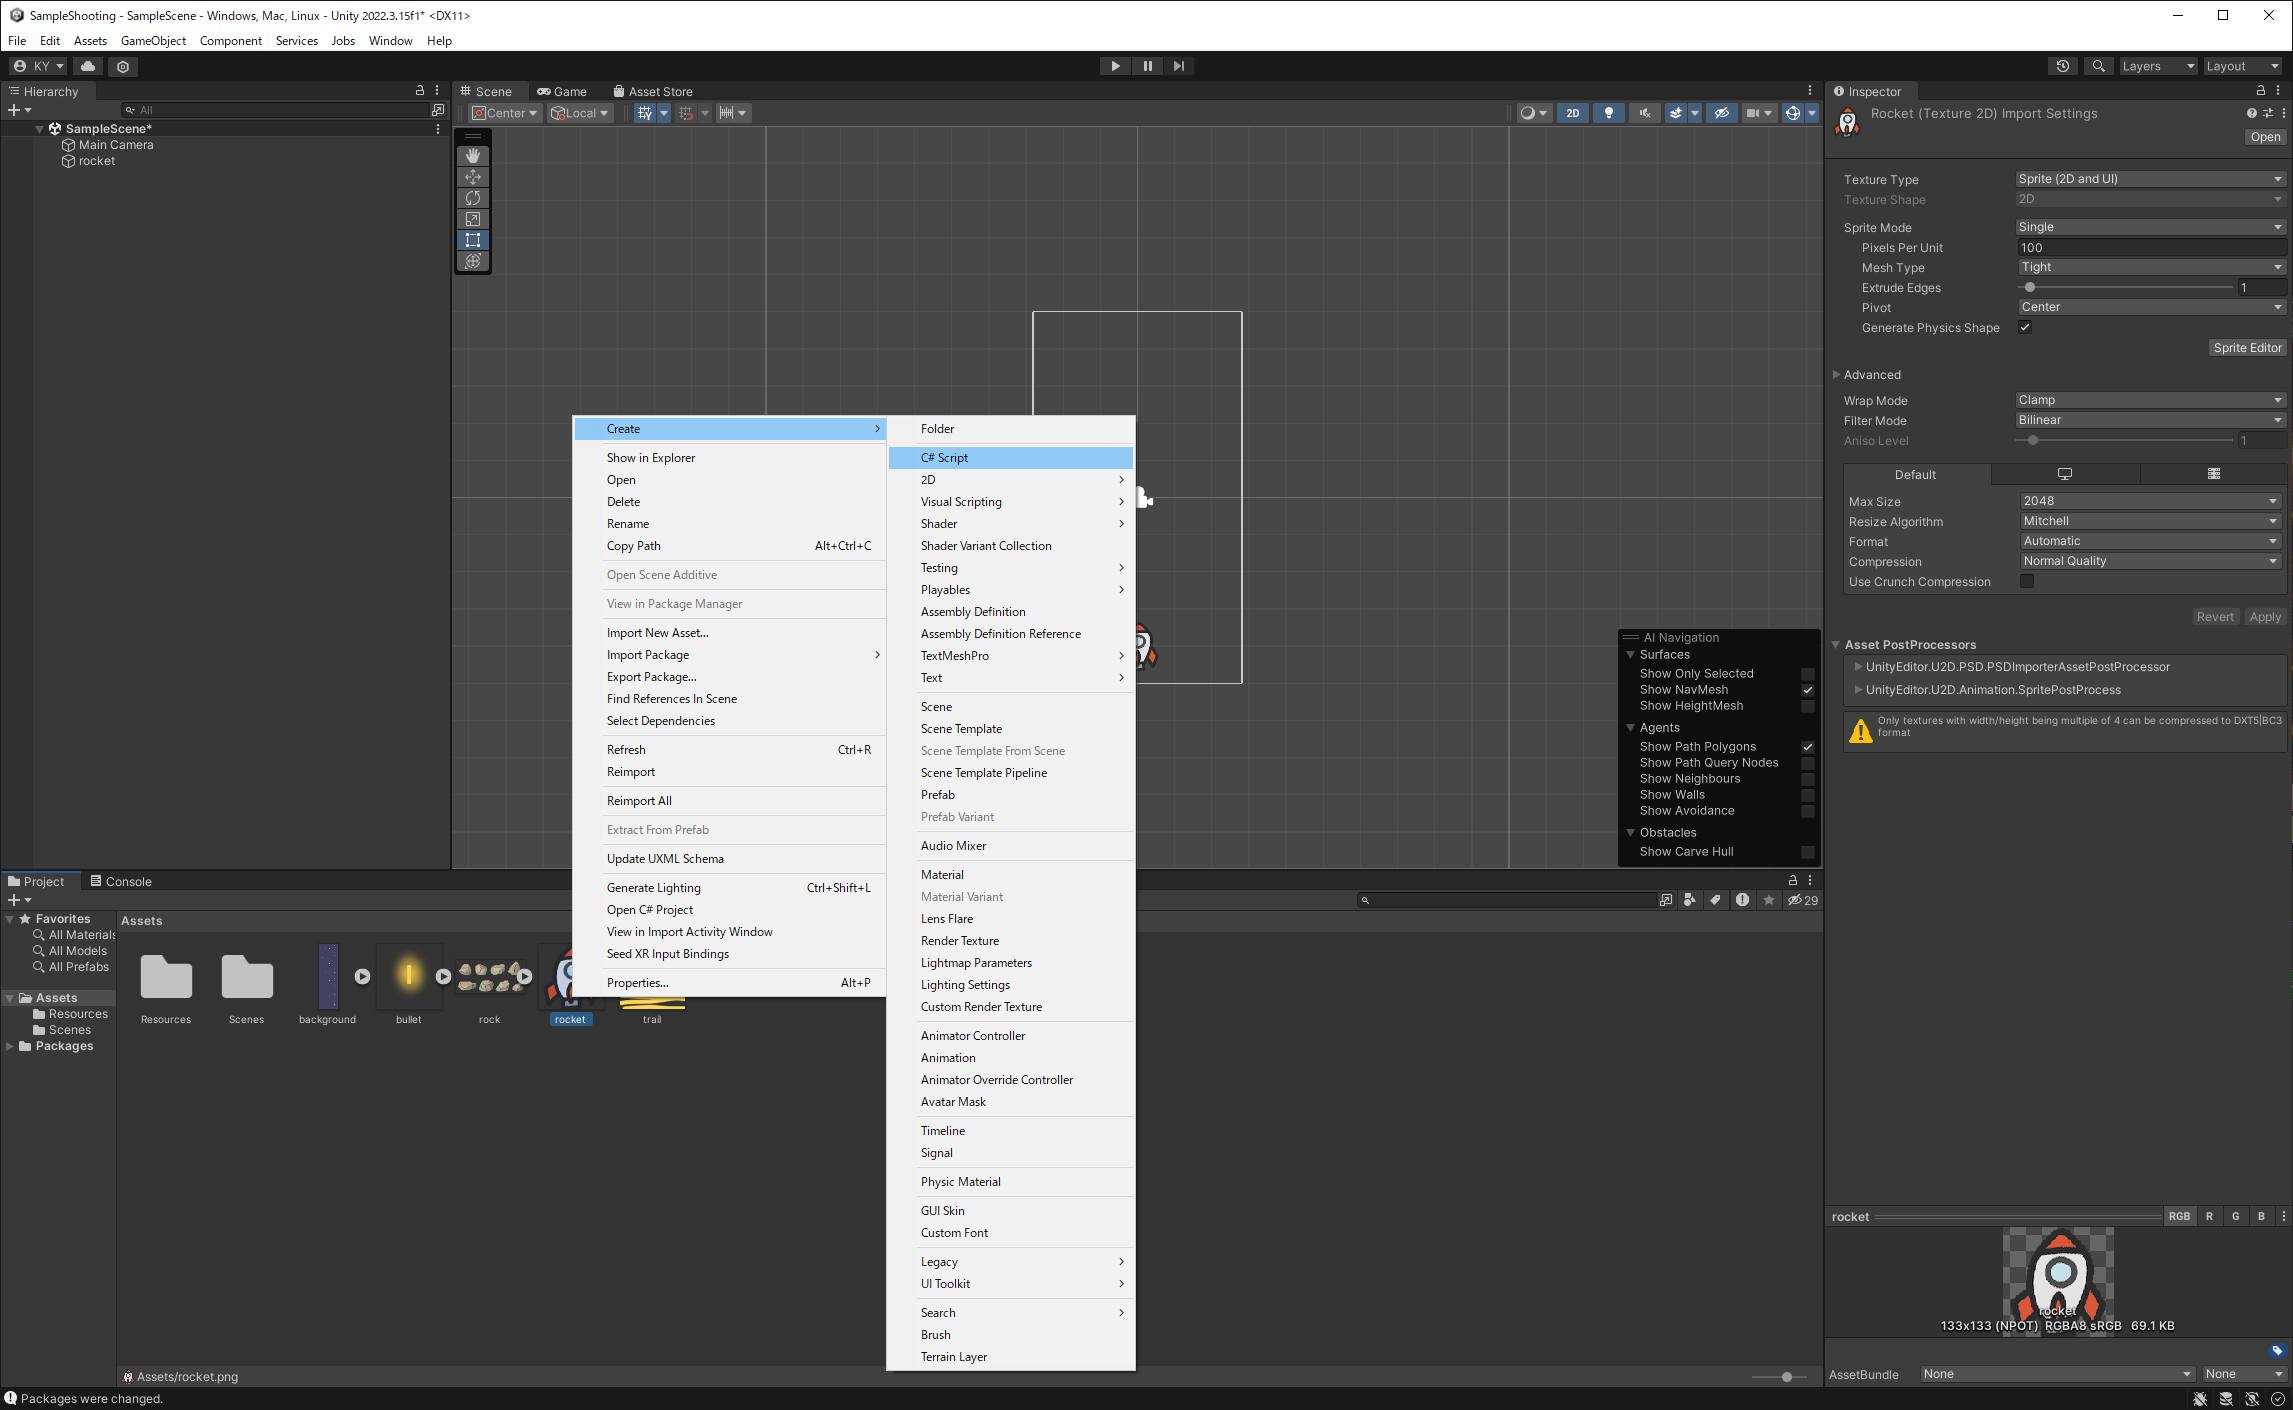 SampleShooting - SampleScene - Windows, Mac, Linux - Unity 2022.3.15f1* <DX11>
File Edit Assets GameObject Component Services Jobs Window Help
KY
Layers
Layout
Hierarchy
All
SampleScene*
Main Camera
rocket
Scene
Game
Asset Store
Center
Local
2D
AI Navigation
Surfaces
Show Only Selected
Show NavMesh
Show HeightMesh
Agents
Show Path Polygons
Show Path Query Nodes
Show Neighbours
Show Walls
Show Avoidance
Obstacles
Show Carve Hull
Create
Show in Explorer
Open
Delete
Rename
Copy Path Alt+Ctrl+C
Open Scene Additive
View in Package Manager
Import New Asset...
Import Package
Export Package...
Find References In Scene
Select Dependencies
Refresh Ctrl+R
Reimport
Reimport All
Extract From Prefab
Update UXML Schema
Generate Lighting Ctrl+Shift+L
Open C# Project
View in Import Activity Window
Seed XR Input Bindings
Properties... Alt+P
Folder
C# Script
2D
Visual Scripting
Shader
Shader Variant Collection
Testing
Playables
Assembly Definition
Assembly Definition Reference
TextMeshPro
Text
Scene
Scene Template
Scene Template From Scene
Scene Template Pipeline
Prefab
Prefab Variant
Audio Mixer
Material
Material Variant
Lens Flare
Render Texture
Lightmap Parameters
Lighting Settings
Custom Render Texture
Animator Controller
Animation
Animator Override Controller
Avatar Mask
Timeline
Signal
Physic Material
GUI Skin
Custom Font
Legacy
UI Toolkit
Search
Brush
Terrain Layer
Project
Console
29
Favorites
All Materials
All Models
All Prefabs
Assets
Resources
Scenes
Packages
Assets
Resources
Scenes
background
bullet
rock
rocket
trail
Assets/rocket.png
Packages were changed.
Inspector
Rocket (Texture 2D) Import Settings
Open
Texture Type Sprite (2D and UI)
Texture Shape 2D
Sprite Mode Single
Pixels Per Unit 100
Mesh Type Tight
Extrude Edges 1
Pivot Center
Generate Physics Shape
Sprite Editor
Advanced
Wrap Mode Clamp
Filter Mode Bilinear
Aniso Level 1
Default
Max Size 2048
Resize Algorithm Mitchell
Format Automatic
Compression Normal Quality
Use Crunch Compression
Revert Apply
Asset PostProcessors
UnityEditor.U2D.PSD.PSDImporterAssetPostProcessor
UnityEditor.U2D.Animation.SpritePostProcess
Only textures with width/height being multiple of 4 can be compressed to DXT5|BC3
format
rocket
RGB R G B
rocket
133x133 (NPOT) RGBA8 sRGB 69.1 KB
AssetBundle None None